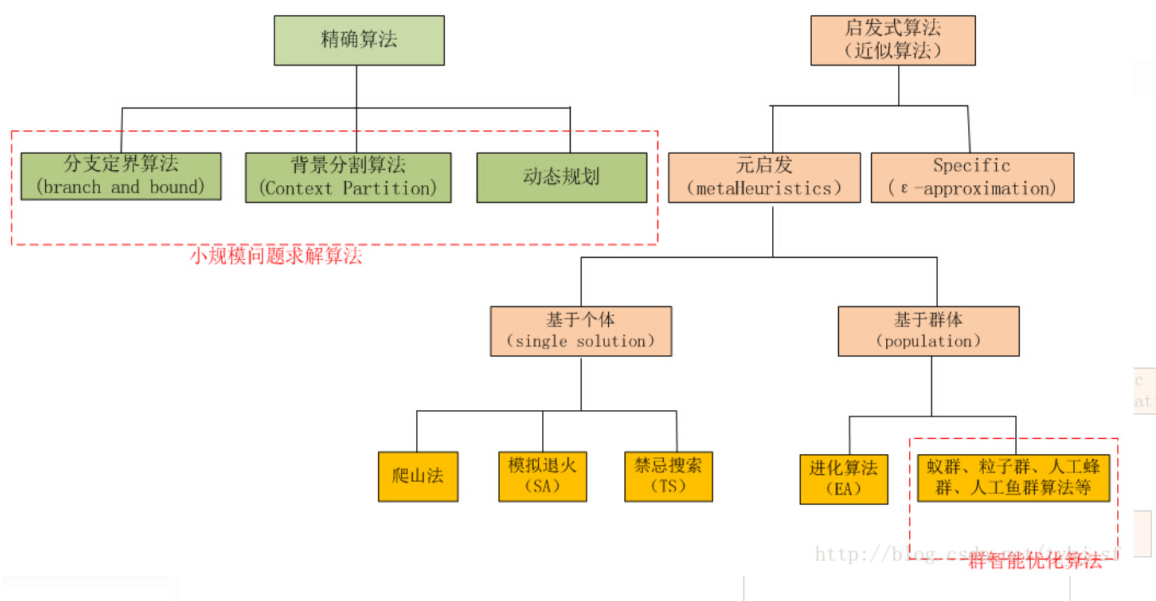 精确算法
启发式算法
（近似算法）
分支定界算法
(branch and bound)
背景分割算法
(Context Partition)
动态规划
元启发
（metaHeuristics）
Specific
（ε-approximation)
小规模问题求解算法
基于个体
（single solution）
基于群体
（population）
爬山法
模拟退火
（SA）
禁忌搜索
（TS）
进化算法
（EA）
蚁群、粒子群、人工蜂
群、人工鱼群算法等
http://blog.csdn.net/
群智能优化算法